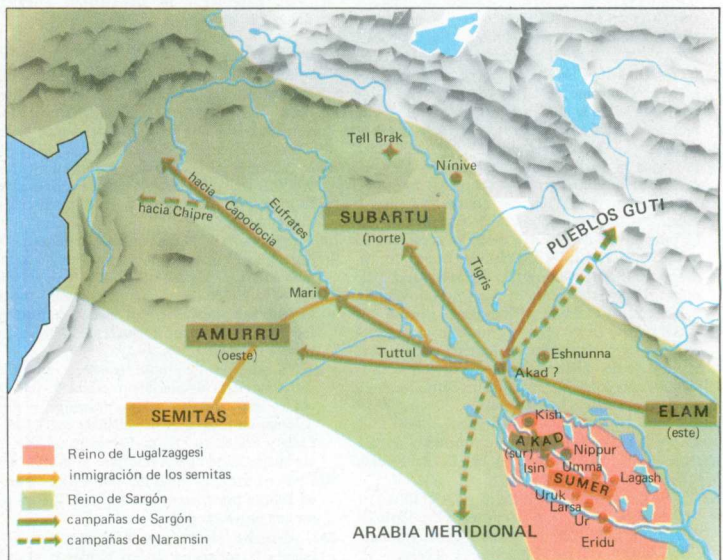 Tell Brak
Nínive
hacia Capodocia
hacia Chipre
Eufrates
SUBARTU
(norte)
PUEBLOS GUTI
Tigris
Mari
AMURRU
(oeste)
Tuttul
Eshnunna
Akad ?
SEMITAS
ELAM
(este)
Kish
AKAD
(sur)
Nippur
Isin
Umma
Lagash
SUMER
Uruk
Larsa
Ur
Eridu
ARABIA MERIDIONAL
Reino de Lugalzaggesi
inmigración de los semitas
Reino de Sargón
campañas de Sargón
campañas de Naramsin